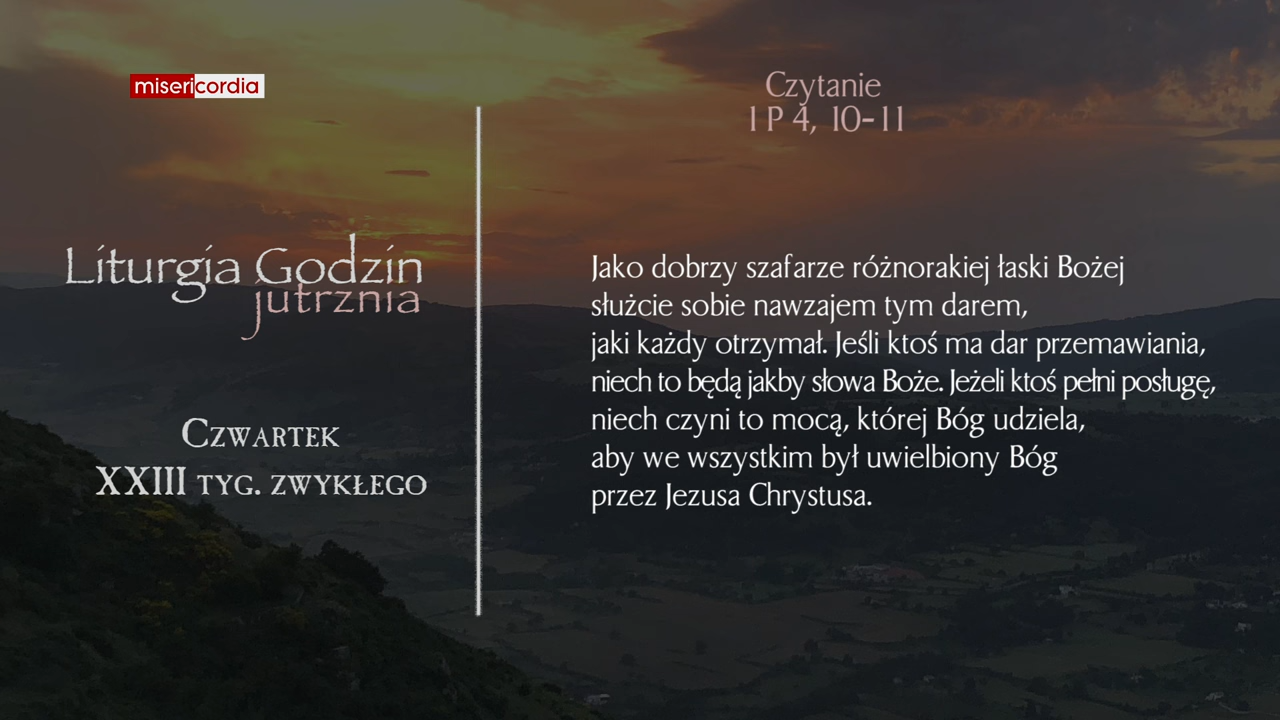 misericordia
Liturgia Godzin
jutrznia
Czwartek
XXIII tyg. zwykłego
Czytanie
1 P 4, 10-11
Jako dobrzy szafarze różnorakiej łaski Bożej
służcie sobie nawzajem tym darem,
jaki każdy otrzymał. Jeśli ktoś ma dar przemawiania,
niech to będą jakby słowa Boże. Jeżeli ktoś pełni posługę,
niech czyni to mocą, której Bóg udziela,
aby we wszystkim był uwielbiony Bóg
przez Jezusa Chrystusa.